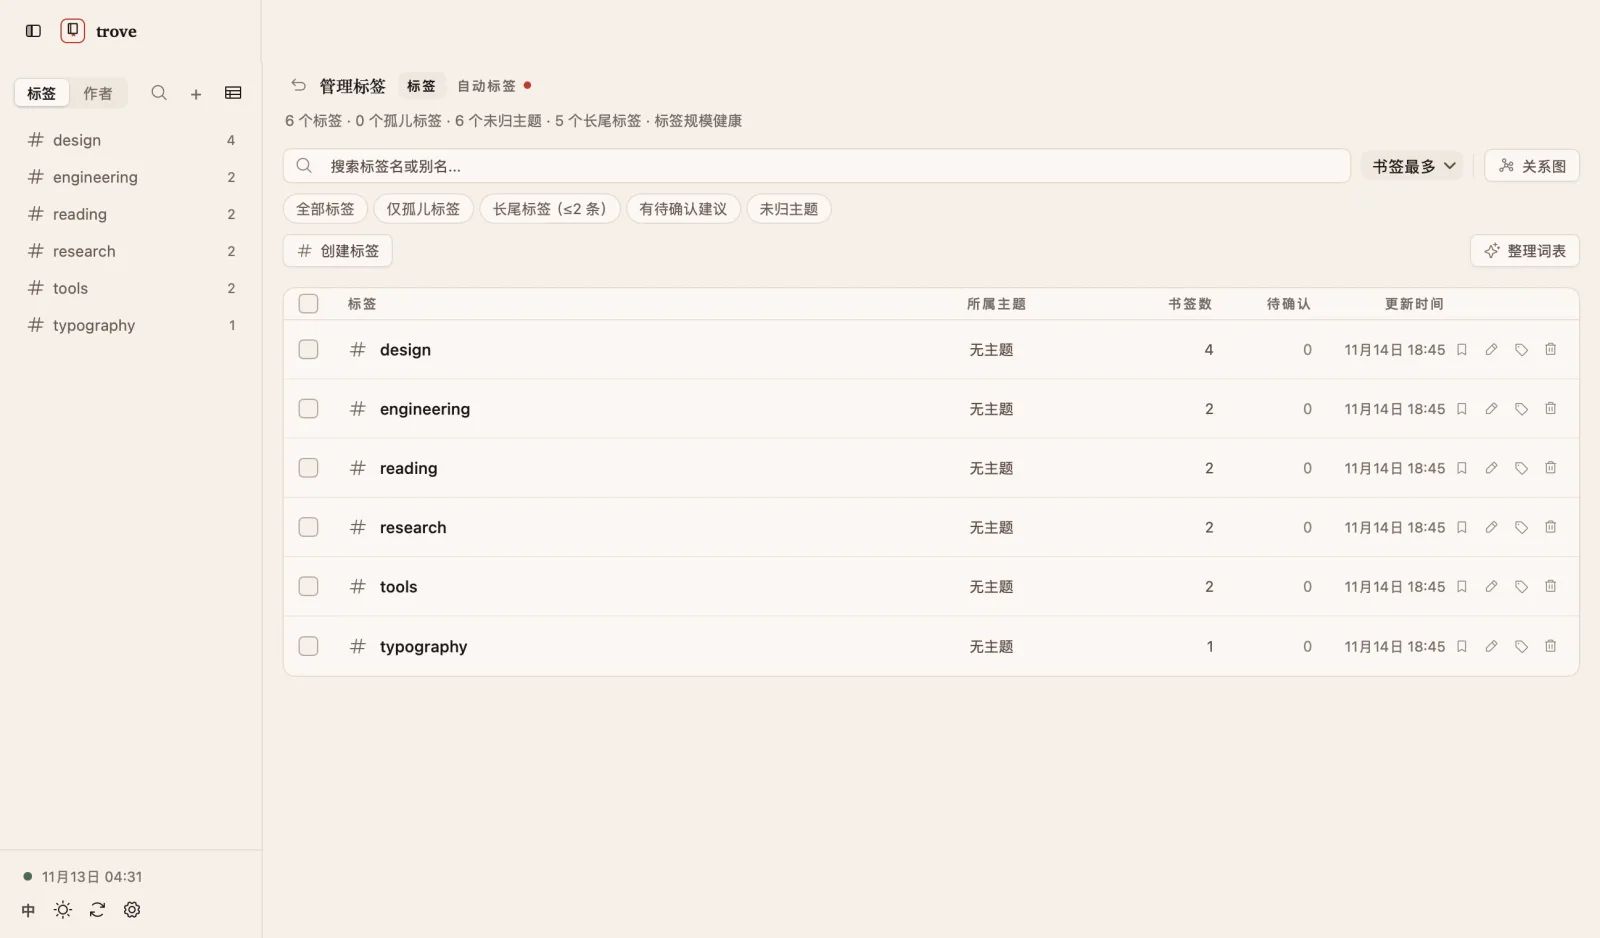 trove
标签 作者
design 4
engineering 2
reading 2
research 2
tools 2
typography 1
11月13日 04:31
中
管理标签 标签 自动标签
6 个标签 · 0 个孤儿标签 · 6 个未归主题 · 5 个长尾标签 · 标签规模健康
搜索标签名或别名... 书签最多 关系图
全部标签 仅孤儿标签 长尾标签 (≤2 条) 有待确认建议 未归主题
# 创建标签 整理词表
标签 所属主题 书签数 待确认 更新时间
# design 无主题 4 0 11月14日 18:45
# engineering 无主题 2 0 11月14日 18:45
# reading 无主题 2 0 11月14日 18:45
# research 无主题 2 0 11月14日 18:45
# tools 无主题 2 0 11月14日 18:45
# typography 无主题 1 0 11月14日 18:45